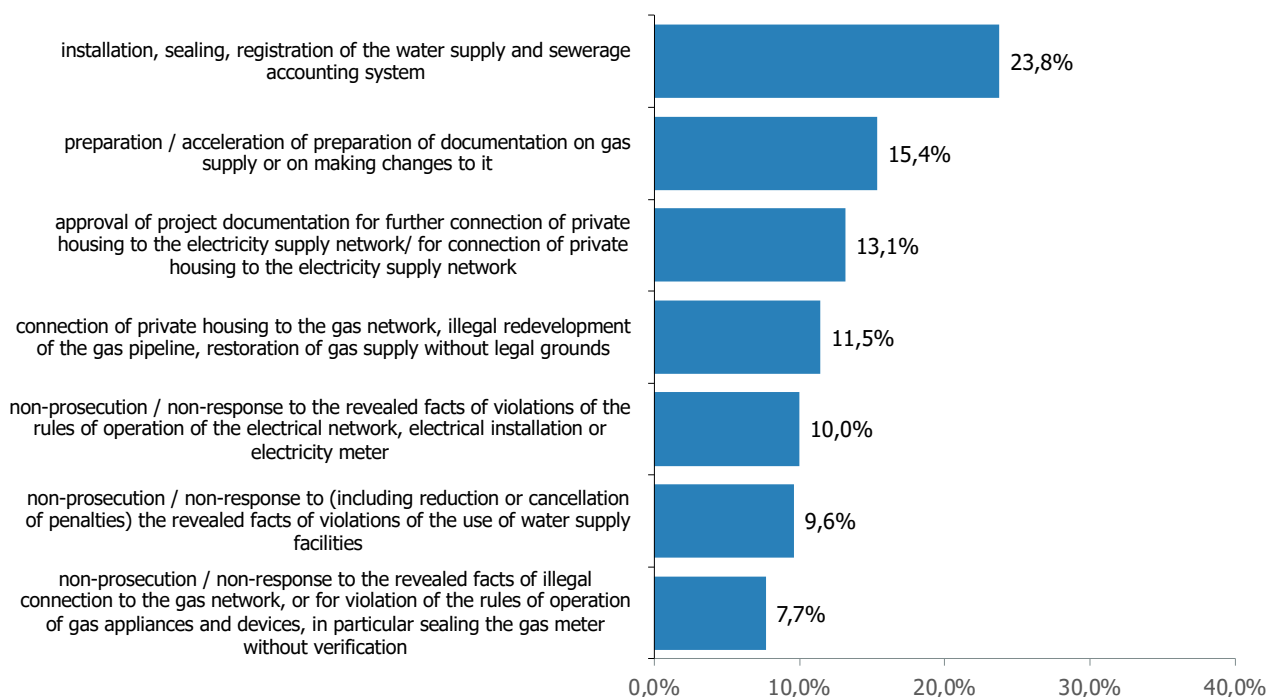 installation, sealing, registration of the water supply and sewerage
accounting system
23,8%
preparation / acceleration of preparation of documentation on gas
supply or on making changes to it
15,4%
approval of project documentation for further connection of private
housing to the electricity supply network/ for connection of private
housing to the electricity supply network
13,1%
connection of private housing to the gas network, illegal redevelopment
of the gas pipeline, restoration of gas supply without legal grounds
11,5%
non-prosecution / non-response to the revealed facts of violations of the
rules of operation of the electrical network, electrical installation or
electricity meter
10,0%
non-prosecution / non-response to (including reduction or cancellation
of penalties) the revealed facts of violations of the use of water supply
facilities
9,6%
non-prosecution / non-response to the revealed facts of illegal
connection to the gas network, or for violation of the rules of operation
of gas appliances and devices, in particular sealing the gas meter
without verification
7,7%
0,0% 10,0% 20,0% 30,0% 40,0%